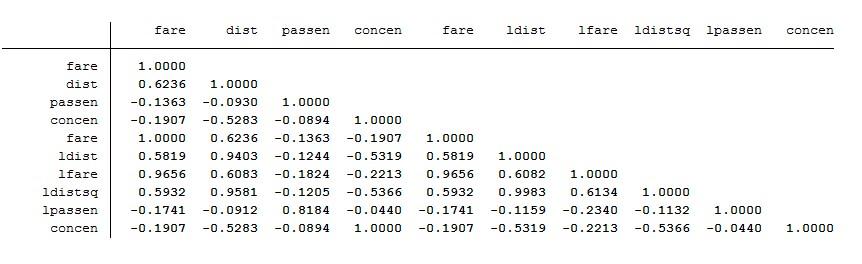 fare dist passen concen fare ldist lfare ldistsq lpassen concen
fare 1.0000
dist 0.6236 1.0000
passen -0.1363 -0.0930 1.0000
concen -0.1907 -0.5283 -0.0894 1.0000
fare 1.0000 0.6236 -0.1363 -0.1907 1.0000
ldist 0.5819 0.9403 -0.1244 -0.5319 0.5819 1.0000
lfare 0.9656 0.6083 -0.1824 -0.2213 0.9656 0.6082 1.0000
ldistsq 0.5932 0.9581 -0.1205 -0.5366 0.5932 0.9983 0.6134 1.0000
lpassen -0.1741 -0.0912 0.8184 -0.0440 -0.1741 -0.1159 -0.2340 -0.1132 1.0000
concen -0.1907 -0.5283 -0.0894 1.0000 -0.1907 -0.5319 -0.2213 -0.5366 -0.0440 1.0000